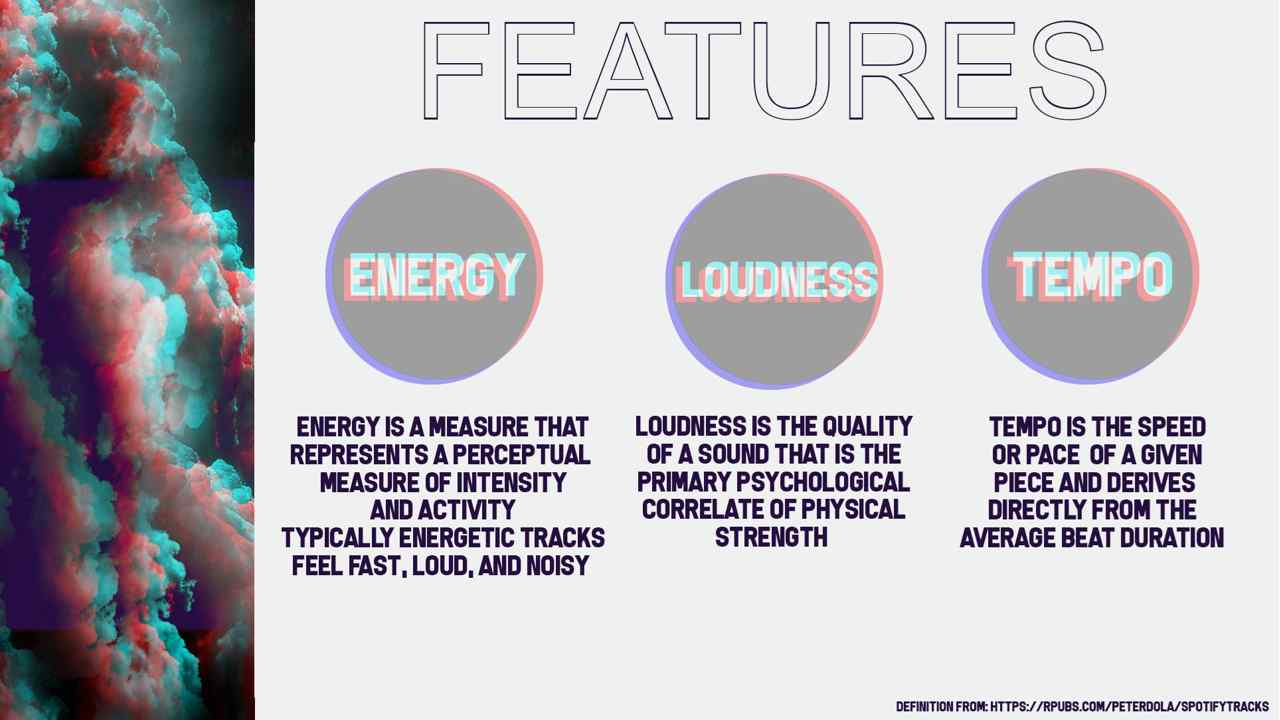 FEATURES
ENERGY
LOUDNESS
TEMPO
ENERGY IS A MEASURE THAT
REPRESENTS A PERCEPTUAL
MEASURE OF INTENSITY
AND ACTIVITY
TYPICALLY ENERGETIC TRACKS
FEEL FAST, LOUD, AND NOISY
LOUDNESS IS THE QUALITY
OF A SOUND THAT IS THE
PRIMARY PSYCHOLOGICAL
CORRELATE OF PHYSICAL
STRENGTH
TEMPO IS THE SPEED
OR PACE OF A GIVEN
PIECE AND DERIVES
DIRECTLY FROM THE
AVERAGE BEAT DURATION
DEFINITION FROM: HTTPS://RPUBS.COM/PETERDOLA/SPOTIFYTRACKS